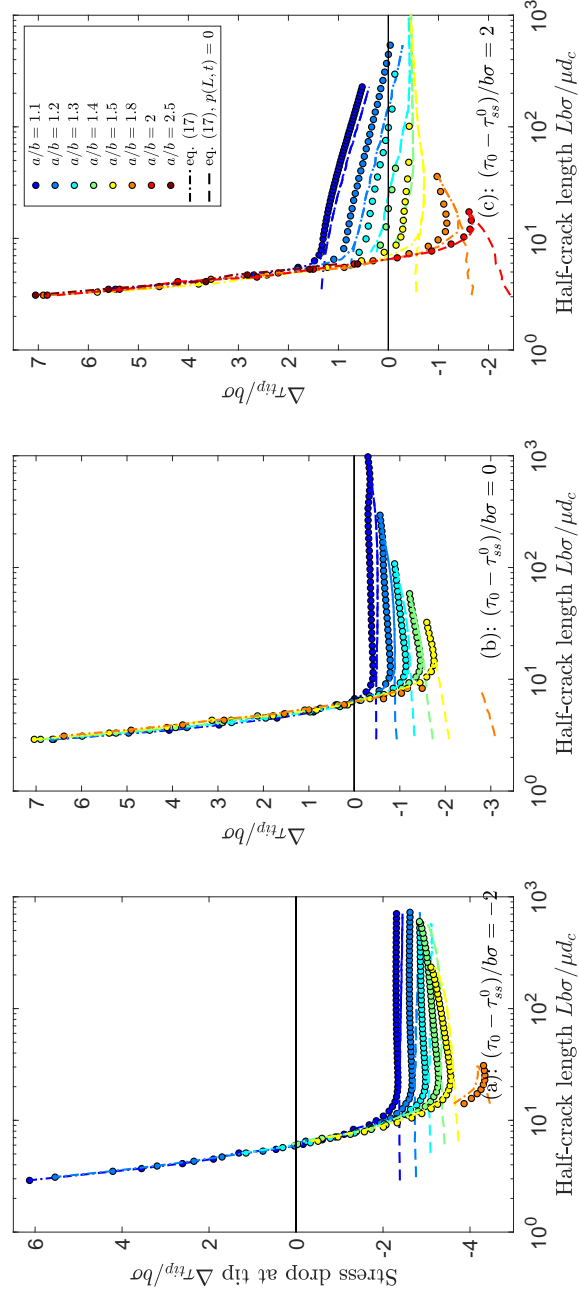 Stress drop at tip Δτ_tip/bσ
6
4
2
0
-2
-4
10^0
10^1
10^2
10^3
Half-crack length Lbσ/μd_c
(a): (τ_0 − τ_ss^0)/bσ = −2
Δτ_tip/bσ
7
6
5
4
3
2
1
0
-1
-2
-3
10^0
10^1
10^2
10^3
Half-crack length Lbσ/μd_c
(b): (τ_0 − τ_ss^0)/bσ = 0
Δτ_tip/bσ
7
6
5
4
3
2
1
0
-1
-2
10^0
10^1
10^2
10^3
Half-crack length Lbσ/μd_c
(c): (τ_0 − τ_ss^0)/bσ = 2
a/b = 1.1
a/b = 1.2
a/b = 1.3
a/b = 1.4
a/b = 1.5
a/b = 1.8
a/b = 2
a/b = 2.5
eq. (17)
eq. (17), p(L, t) = 0